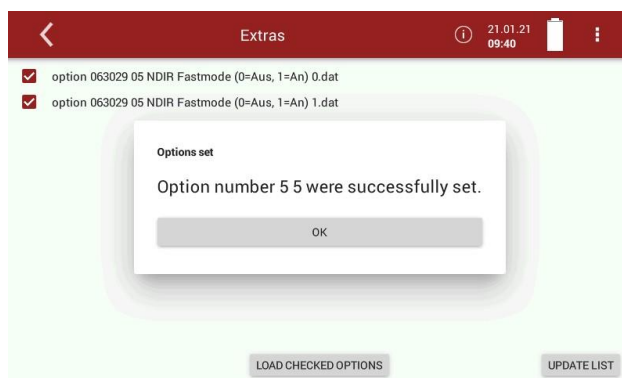 Extras
21.01.21
09:40
option 063029 05 NDIR Fastmode (0=Aus, 1=An) 0.dat
option 063029 05 NDIR Fastmode (0=Aus, 1=An) 1.dat
Options set
Option number 5 5 were successfully set.
OK
LOAD CHECKED OPTIONS
UPDATE LIST